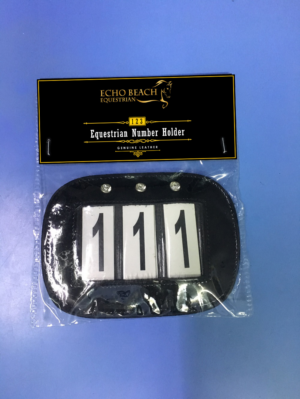 ECHO BEACH
EQUESTRIAN
123
Equestrian Number Holder
GENUINE LEATHER
1 1 1